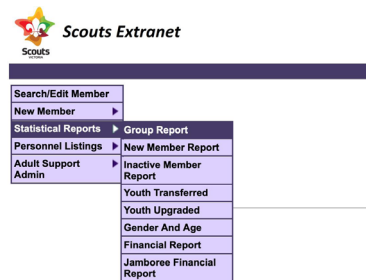 Scouts Extranet
Scouts
VICTORIA
Search/Edit Member
New Member
Statistical Reports
Personnel Listings
Adult Support
Admin
Group Report
New Member Report
Inactive Member
Report
Youth Transferred
Youth Upgraded
Gender And Age
Financial Report
Jamboree Financial
Report